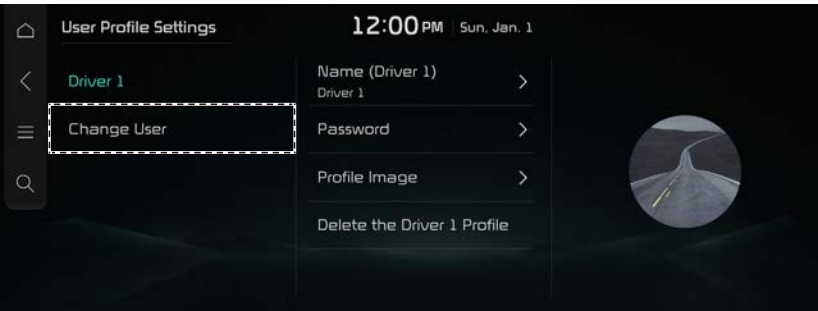 User Profile Settings
12:00 PM Sun, Jan. 1
Driver 1
Change User
Name (Driver 1)
Driver 1
Password
Profile Image
Delete the Driver 1 Profile